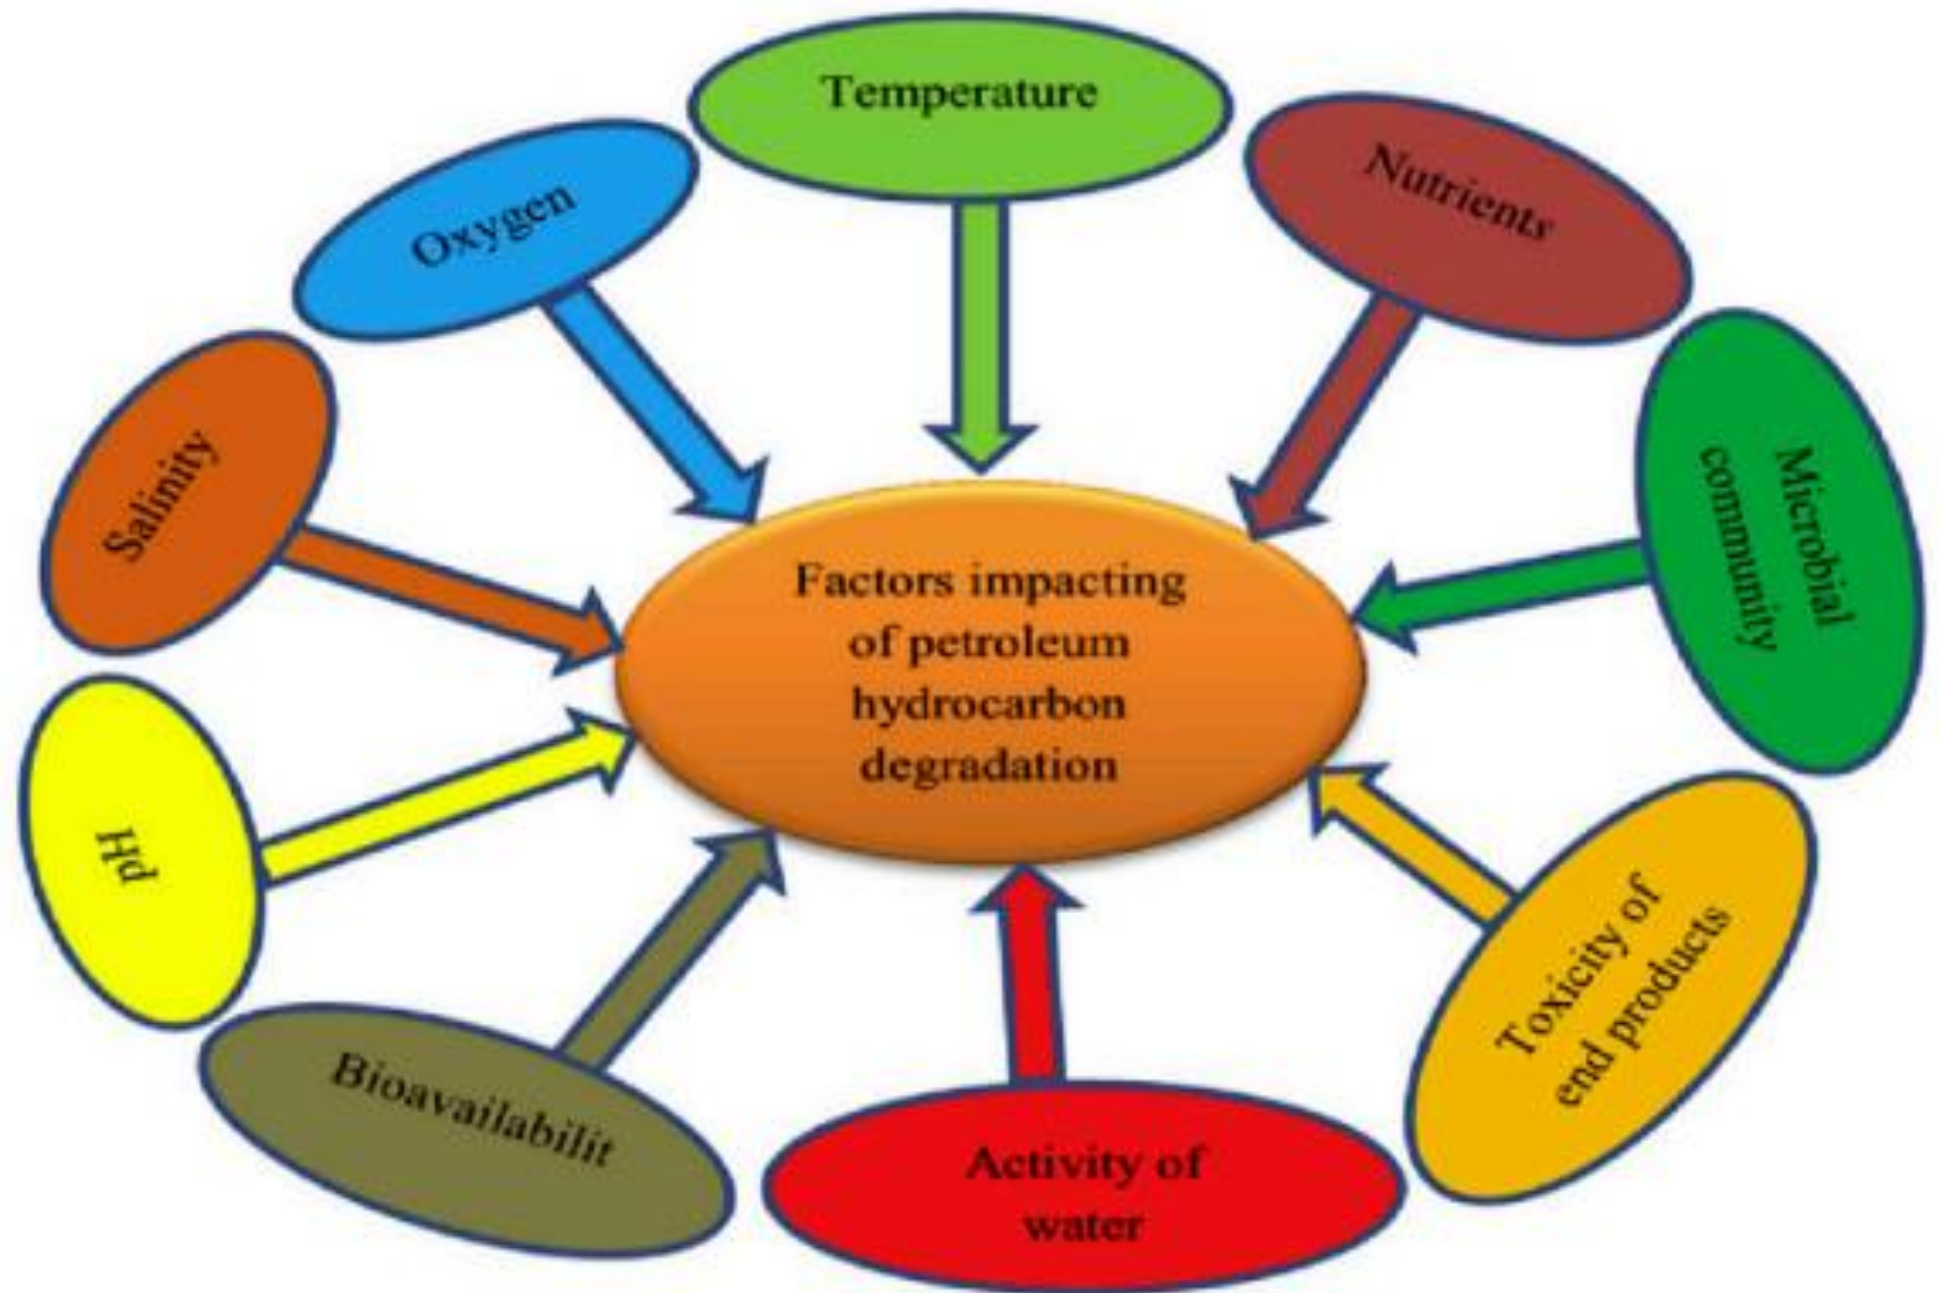 Temperature
Nutrients
Oxygen
Microbial
community
Salinity
Factors impacting
of petroleum
hydrocarbon
degradation
pH
Toxicity of
end products
Bioavailabilit
Activity of
water